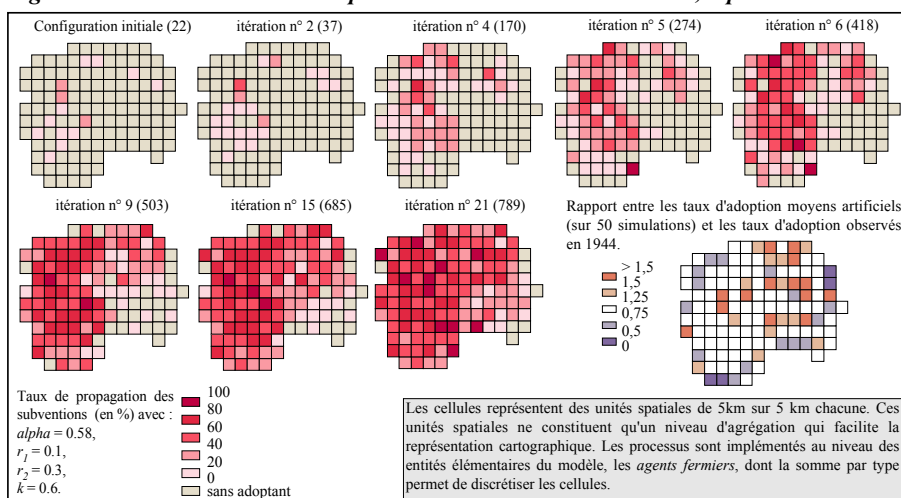 Configuration initiale (22)
itération n° 2 (37)
itération n° 4 (170)
itération n° 5 (274)
itération n° 6 (418)
itération n° 9 (503)
itération n° 15 (685)
itération n° 21 (789)
Rapport entre les taux d'adoption moyens artificiels
(sur 50 simulations) et les taux d'adoption observés
en 1944.
> 1,5
1,5
1,25
0,75
0,5
0
Taux de propagation des
subventions (en %) avec :
alpha = 0.58,
r1 = 0.1,
r2 = 0.3,
k = 0.6.
100
80
60
40
20
0
sans adoptant
Les cellules représentent des unités spatiales de 5km sur 5 km chacune. Ces
unités spatiales ne constituent qu'un niveau d'agrégation qui facilite la
représentation cartographique. Les processus sont implémentés au niveau des
entités élémentaires du modèle, les agents fermiers, dont la somme par type
permet de discrétiser les cellules.